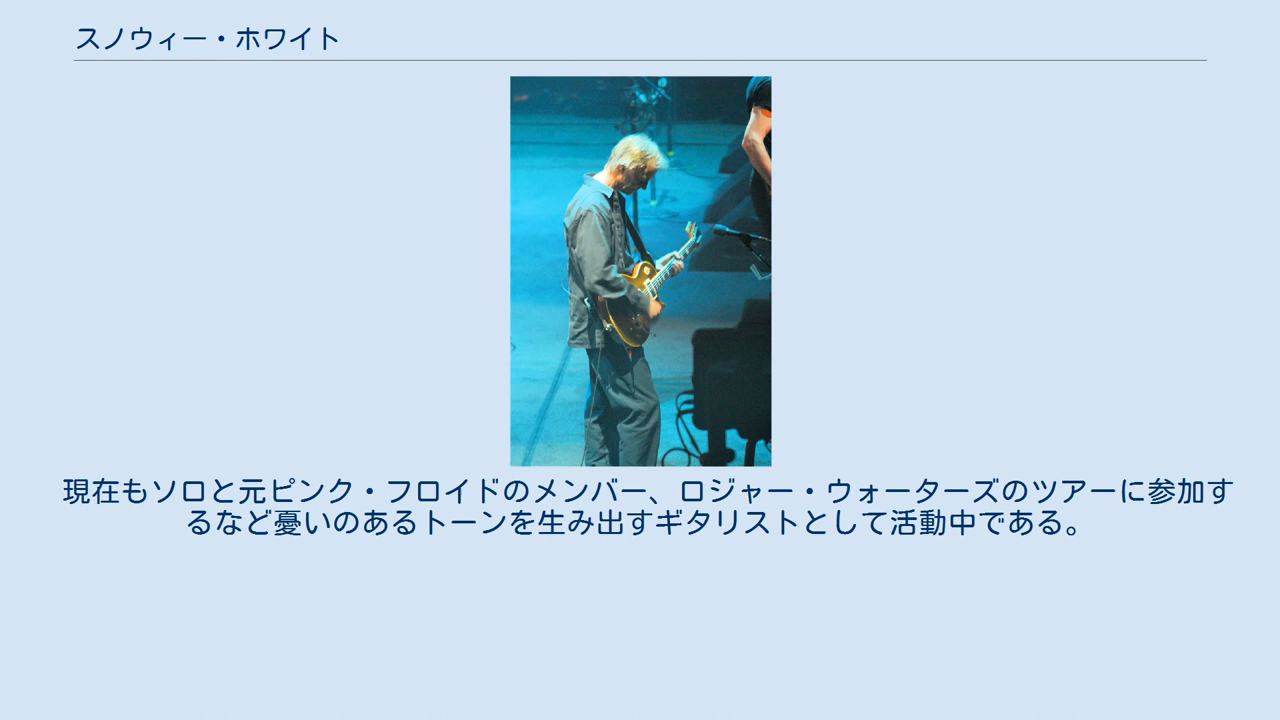 スノウィー・ホワイト
現在もソロと元ピンク・フロイドのメンバー、ロジャー・ウォーターズのツアーに参加す
るなど憂いのあるトーンを生み出すギタリストとして活動中である。